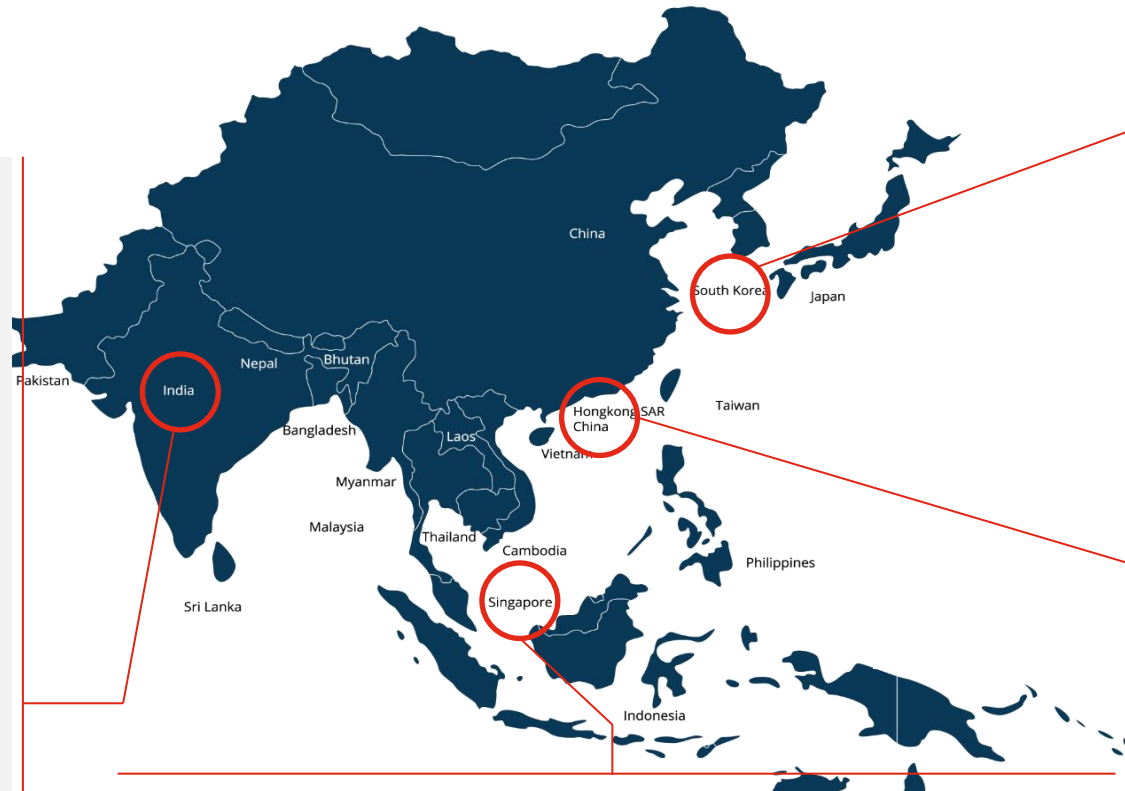 China
South Korea
Japan
Nepal
Bhutan
Pakistan
India
Taiwan
Hongkong SAR
China
Bangladesh
Laos
Vietnam
Myanmar
Malaysia
Thailand
Cambodia
Philippines
Singapore
Sri Lanka
Indonesia